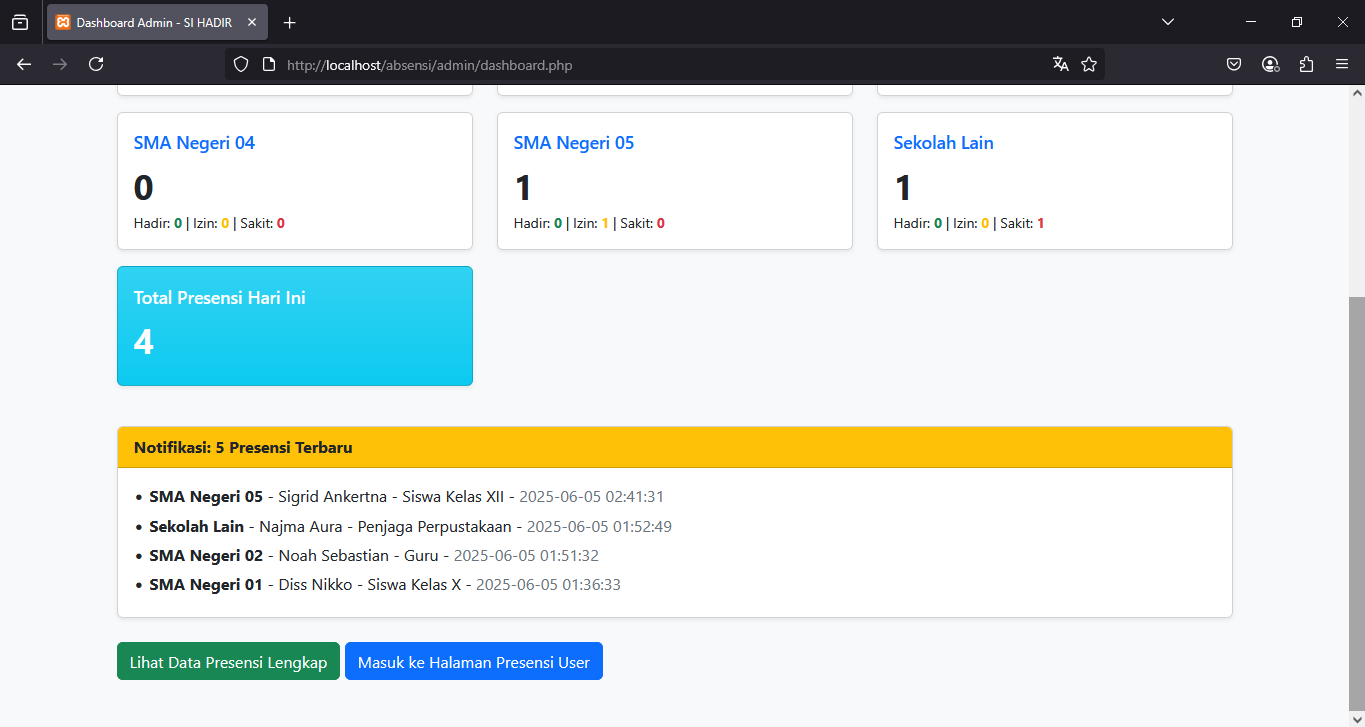 Dashboard Admin - SI HADIR
http://localhost/absensi/admin/dashboard.php
SMA Negeri 04
0
Hadir: 0 | Izin: 0 | Sakit: 0
SMA Negeri 05
1
Hadir: 0 | Izin: 1 | Sakit: 0
Sekolah Lain
1
Hadir: 0 | Izin: 0 | Sakit: 1
Total Presensi Hari Ini
4
Notifikasi: 5 Presensi Terbaru
• SMA Negeri 05 - Sigrid Ankertna - Siswa Kelas XII - 2025-06-05 02:41:31
• Sekolah Lain - Najma Aura - Penjaga Perpustakaan - 2025-06-05 01:52:49
• SMA Negeri 02 - Noah Sebastian - Guru - 2025-06-05 01:51:32
• SMA Negeri 01 - Diss Nikko - Siswa Kelas X - 2025-06-05 01:36:33
Lihat Data Presensi Lengkap
Masuk ke Halaman Presensi User